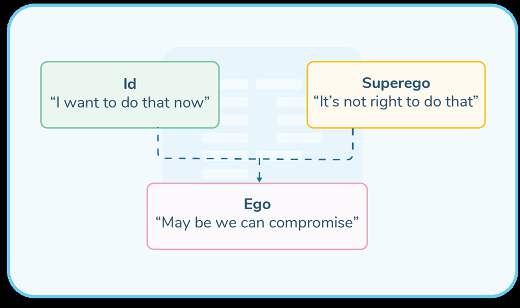 Id
“I want to do that now”
Superego
“It’s not right to do that”
Ego
“May be we can compromise”